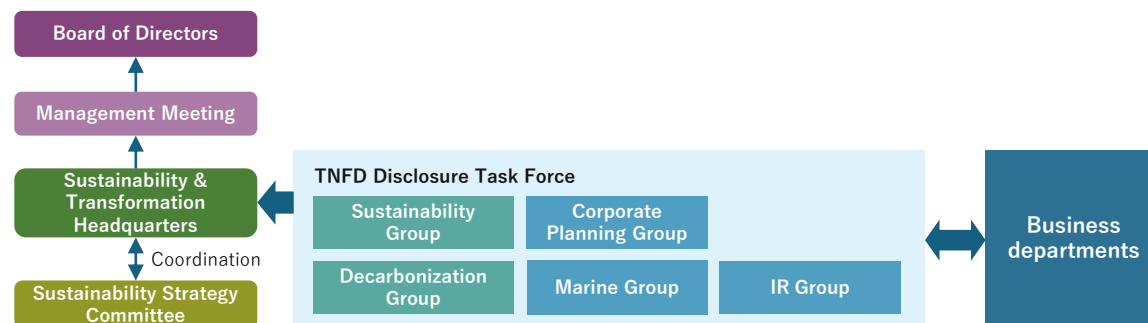 Board of Directors
Management Meeting
Sustainability &
Transformation
Headquarters
Coordination
Sustainability Strategy
Committee
TNFD Disclosure Task Force
Sustainability
Group
Corporate
Planning Group
Decarbonization
Group
Marine Group
IR Group
Business
departments